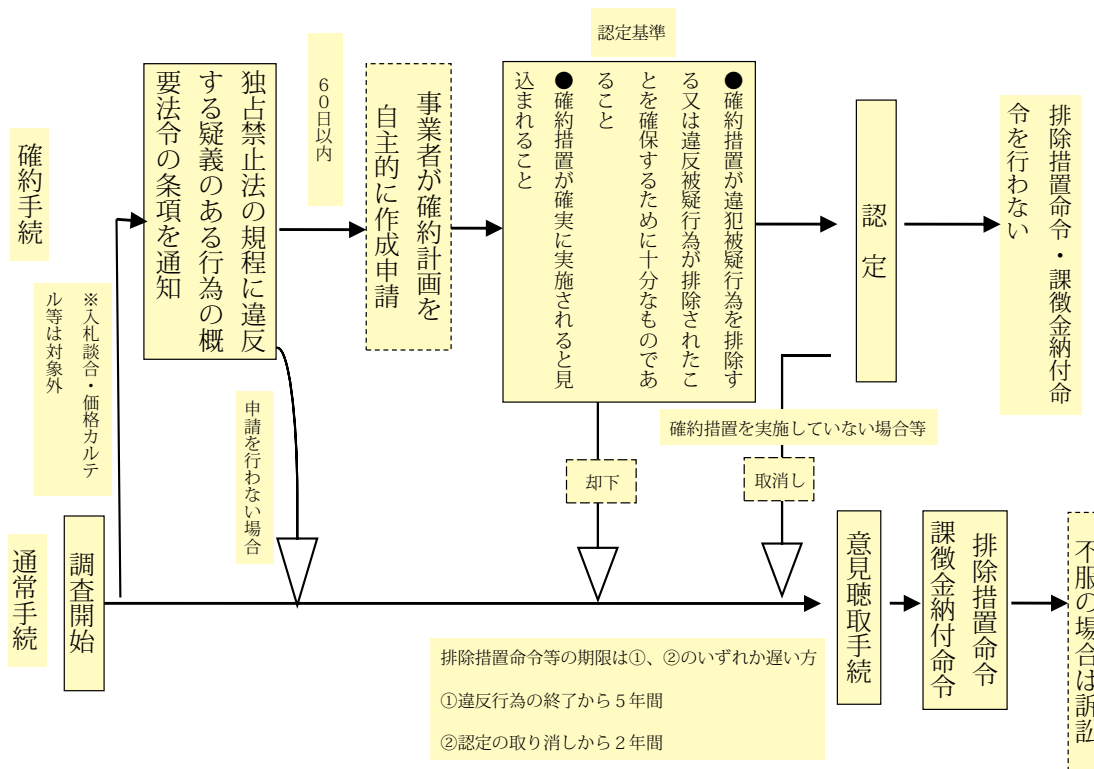 確約手続
※入札談合・価格カルテ
ル等は対象外
独占禁止法の規程に違反
する疑義のある行為の概
要法令の条項を通知
60日以内
事業者が確約計画を
自主的に作成申請
認定基準
●確約措置が違犯被疑行為を排除す
る又は違反被疑行為が排除されたこ
とを確保するために十分なものであ
ること
●確約措置が確実に実施されると見
込まれること
認定
排除措置命令・課徴金納付命
令を行わない
申請を行わない場合
却下
確約措置を実施していない場合等
取消し
通常手続
調査開始
意見聴取手続
排除措置命令
課徴金納付命令
不服の場合は訴訟
排除措置命令等の期限は①、②のいずれか遅い方
①違反行為の終了から5年間
②認定の取り消しから2年間